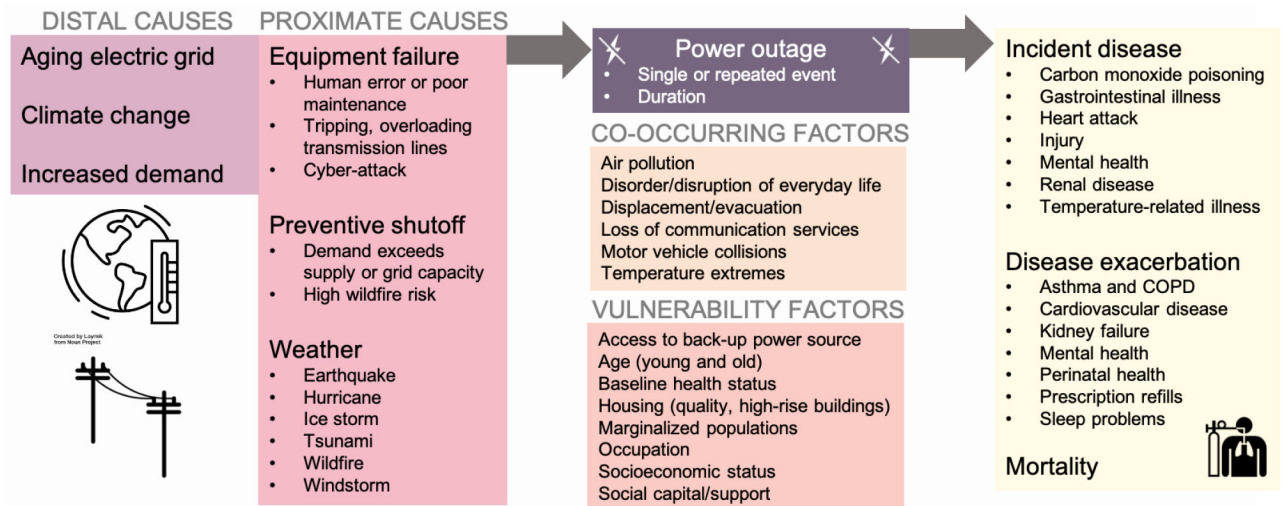 DISTAL CAUSES
Aging electric grid
Climate change
Increased demand
Created by Layrnik
from Noun Project
PROXIMATE CAUSES
Equipment failure
• Human error or poor
maintenance
• Tripping, overloading
transmission lines
• Cyber-attack
Preventive shutoff
• Demand exceeds
supply or grid capacity
• High wildfire risk
Weather
• Earthquake
• Hurricane
• Ice storm
• Tsunami
• Wildfire
• Windstorm
Power outage
• Single or repeated event
• Duration
CO-OCCURRING FACTORS
Air pollution
Disorder/disruption of everyday life
Displacement/evacuation
Loss of communication services
Motor vehicle collisions
Temperature extremes
VULNERABILITY FACTORS
Access to back-up power source
Age (young and old)
Baseline health status
Housing (quality, high-rise buildings)
Marginalized populations
Occupation
Socioeconomic status
Social capital/support
Incident disease
• Carbon monoxide poisoning
• Gastrointestinal illness
• Heart attack
• Injury
• Mental health
• Renal disease
• Temperature-related illness
Disease exacerbation
• Asthma and COPD
• Cardiovascular disease
• Kidney failure
• Mental health
• Perinatal health
• Prescription refills
• Sleep problems
Mortality